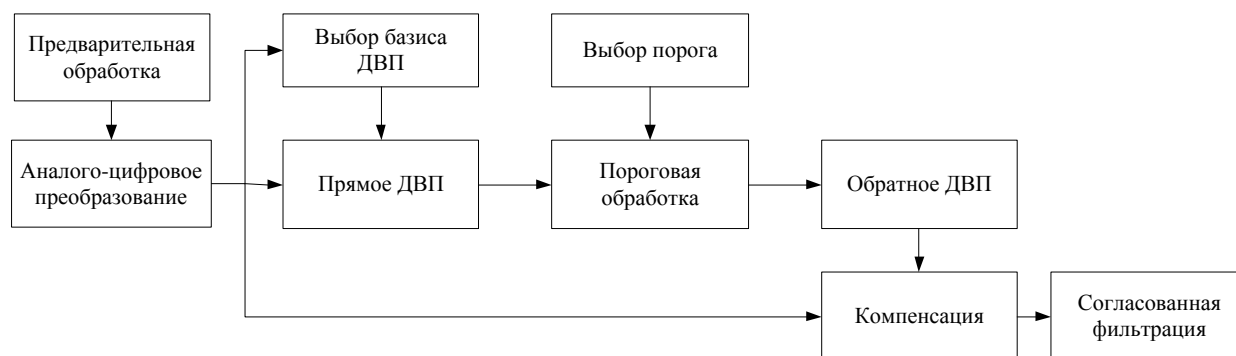 Предварительная
обработка
Выбор базиса
ДВП
Выбор порога
Аналого-цифровое
преобразование
Прямое ДВП
Пороговая
обработка
Обратное ДВП
Компенсация
Согласованная
фильтрация